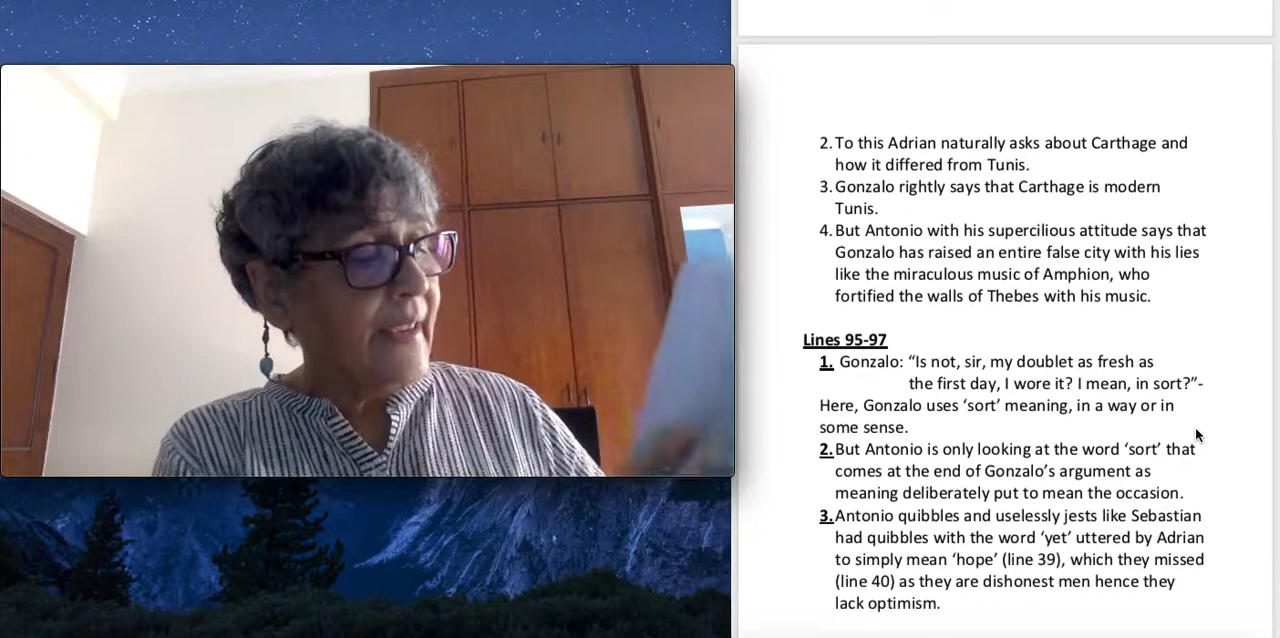 2. To this Adrian naturally asks about Carthage and
how it differed from Tunis.
3. Gonzalo rightly says that Carthage is modern
Tunis.
4. But Antonio with his supercilious attitude says that
Gonzalo has raised an entire false city with his lies
like the miraculous music of Amphion, who
fortified the walls of Thebes with his music.
Lines 95-97
1. Gonzalo: “Is not, sir, my doublet as fresh as
the first day, I wore it? I mean, in sort?”-
Here, Gonzalo uses ‘sort’ meaning, in a way or in
some sense.
2. But Antonio is only looking at the word ‘sort’ that
comes at the end of Gonzalo’s argument as
meaning deliberately put to mean the occasion.
3. Antonio quibbles and uselessly jests like Sebastian
had quibbles with the word ‘yet’ uttered by Adrian
to simply mean ‘hope’ (line 39), which they missed
(line 40) as they are dishonest men hence they
lack optimism.